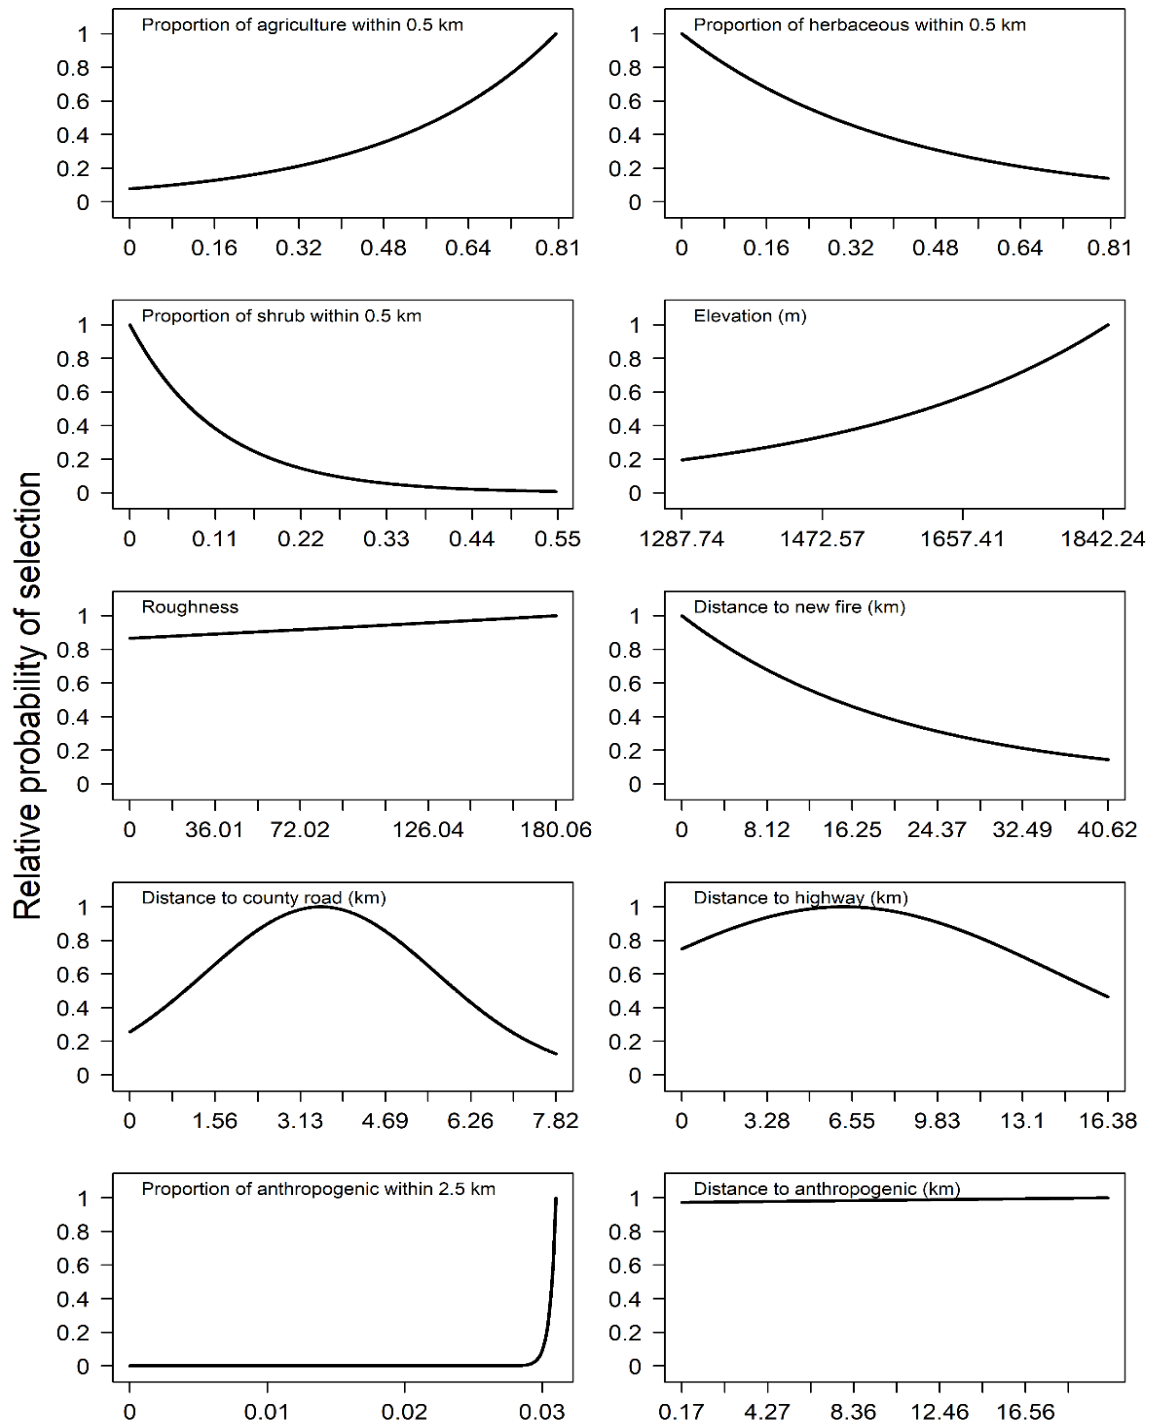 Relative probability of selection
Proportion of agriculture within 0.5 km
1
0.8
0.6
0.4
0.2
0
0 0.16 0.32 0.48 0.64 0.81
Proportion of herbaceous within 0.5 km
1
0.8
0.6
0.4
0.2
0
0 0.16 0.32 0.48 0.64 0.81
Proportion of shrub within 0.5 km
1
0.8
0.6
0.4
0.2
0
0 0.11 0.22 0.33 0.44 0.55
Elevation (m)
1
0.8
0.6
0.4
0.2
0
1287.74 1472.57 1657.41 1842.24
Roughness
1
0.8
0.6
0.4
0.2
0
0 36.01 72.02 126.04 180.06
Distance to new fire (km)
1
0.8
0.6
0.4
0.2
0
0 8.12 16.25 24.37 32.49 40.62
Distance to county road (km)
1
0.8
0.6
0.4
0.2
0
0 1.56 3.13 4.69 6.26 7.82
Distance to highway (km)
1
0.8
0.6
0.4
0.2
0
0 3.28 6.55 9.83 13.1 16.38
Proportion of anthropogenic within 2.5 km
1
0.8
0.6
0.4
0.2
0
0 0.01 0.02 0.03
Distance to anthropogenic (km)
1
0.8
0.6
0.4
0.2
0
0.17 4.27 8.36 12.46 16.56